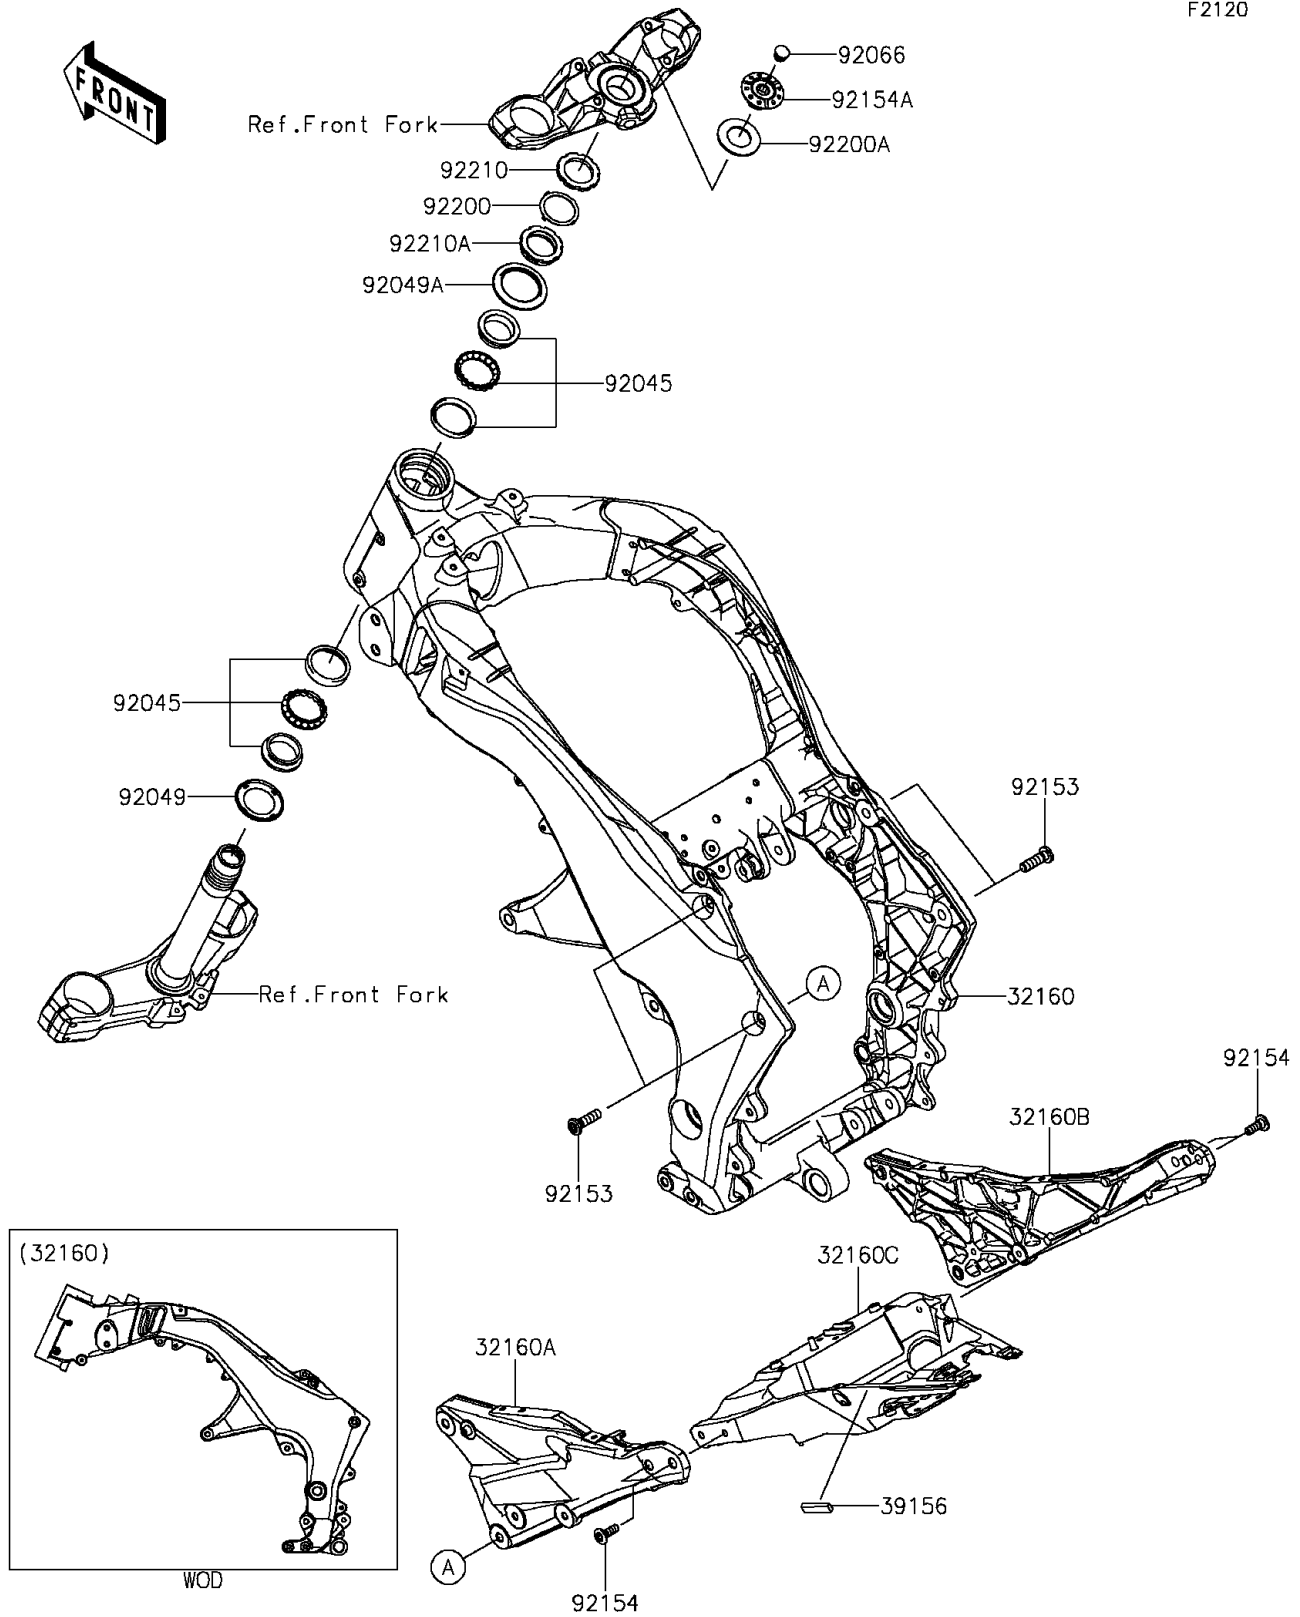 F2120
FRONT
92066
92154A
Ref.Front Fork
92200A
92210
92200
92210A
92049A
92045
92045
92049
92153
Ref.Front Fork
A
32160
92154
32160B
92153
(32160)
32160C
32160A
39156
A
WOD
92154